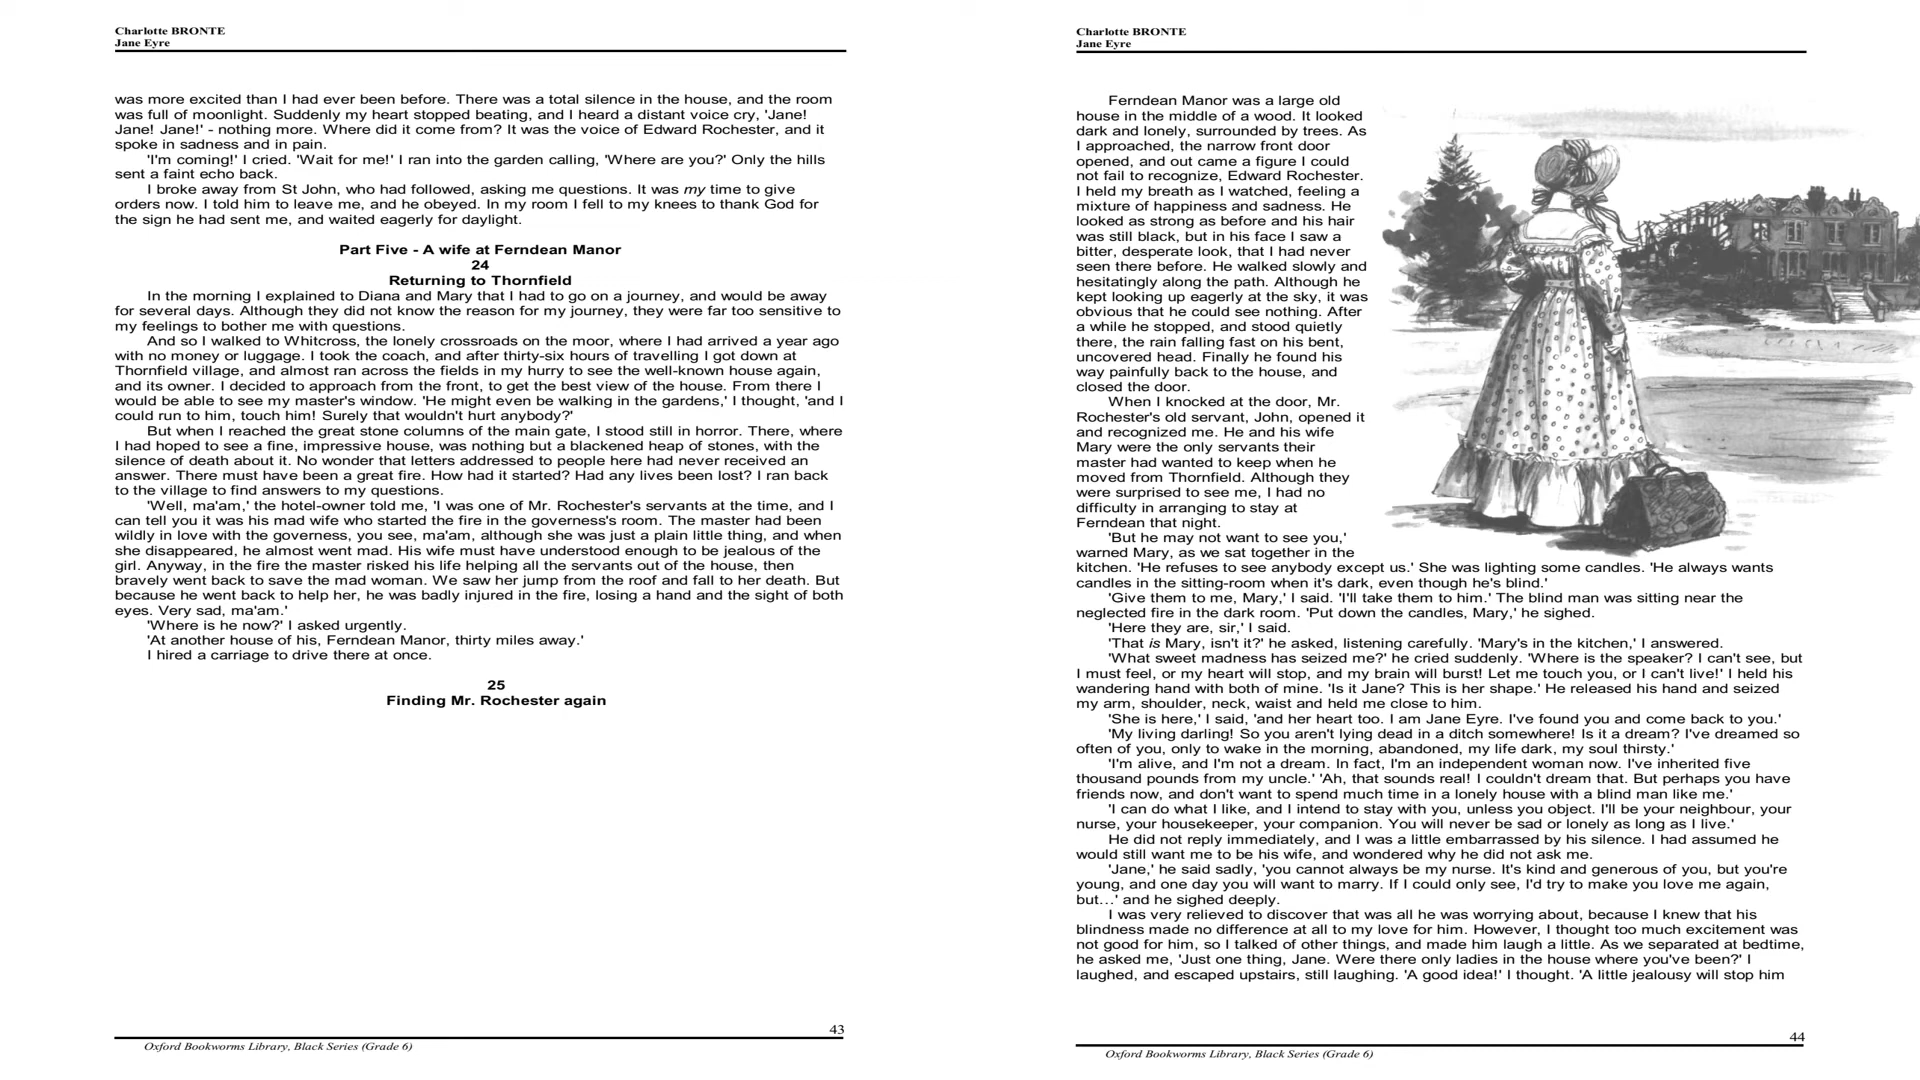 Charlotte BRONTE
Jane Eyre
was more excited than I had ever been before. There was a total silence in the house, and the room
was full of moonlight. Suddenly my heart stopped beating, and I heard a distant voice cry, 'Jane!
Jane! Jane!' - nothing more. Where did it come from? It was the voice of Edward Rochester, and it
spoke in sadness and in pain.
'I'm coming!' I cried. 'Wait for me!' I ran into the garden calling, 'Where are you?' Only the hills
sent a faint echo back.
I broke away from St John, who had followed, asking me questions. It was my time to give
orders now. I told him to leave me, and he obeyed. In my room I fell to my knees to thank God for
the sign he had sent me, and waited eagerly for daylight.
Part Five - A wife at Ferndean Manor
24
Returning to Thornfield
In the morning I explained to Diana and Mary that I had to go on a journey, and would be away
for several days. Although they did not know the reason for my journey, they were far too sensitive to
my feelings to bother me with questions.
And so I walked to Whitcross, the lonely crossroads on the moor, where I had arrived a year ago
with no money or luggage. I took the coach, and after thirty-six hours of travelling I got down at
Thornfield village, and almost ran across the fields in my hurry to see the well-known house again,
and its owner. I decided to approach from the front, to get the best view of the house. From there I
would be able to see my master's window. 'He might even be walking in the gardens,' I thought, 'and I
could run to him, touch him! Surely that wouldn't hurt anybody?'
But when I reached the great stone columns of the main gate, I stood still in horror. There, where
I had hoped to see a fine, impressive house, was nothing but a blackened heap of stones, with the
silence of death about it. No wonder that letters addressed to people here had never received an
answer. There must have been a great fire. How had it started? Had any lives been lost? I ran back
to the village to find answers to my questions.
'Well, ma'am,' the hotel-owner told me, 'I was one of Mr. Rochester's servants at the time, and I
can tell you it was his mad wife who started the fire in the governess's room. The master had been
wildly in love with the governess, you see, ma'am, although she was just a plain little thing, and when
she disappeared, he almost went mad. His wife must have understood enough to be jealous of the
girl. Anyway, in the fire the master risked his life helping all the servants out of the house, then
bravely went back to save the mad woman. We saw her jump from the roof and fall to her death. But
because he went back to help her, he was badly injured in the fire, losing a hand and the sight of both
eyes. Very sad, ma'am.'
'Where is he now?' I asked urgently.
'At another house of his, Ferndean Manor, thirty miles away.'
I hired a carriage to drive there at once.
25
Finding Mr. Rochester again
43
Oxford Bookworms Library, Black Series (Grade 6)
Charlotte BRONTE
Jane Eyre
Ferndean Manor was a large old
house in the middle of a wood. It looked
dark and lonely, surrounded by trees. As
I approached, the narrow front door
opened, and out came a figure I could
not fail to recognize, Edward Rochester.
I held my breath as I watched, feeling a
mixture of happiness and sadness. He
looked as strong as before and his hair
was still black, but in his face I saw a
bitter, desperate look, that I had never
seen there before. He walked slowly and
hesitatingly along the path. Although he
kept looking up eagerly at the sky, it was
obvious that he could see nothing. After
a while he stopped, and stood quietly
there, the rain falling fast on his bent,
uncovered head. Finally he found his
way painfully back to the house, and
closed the door.
When I knocked at the door, Mr.
Rochester's old servant, John, opened it
and recognized me. He and his wife
Mary were the only servants their
master had wanted to keep when he
moved from Thornfield. Although they
were surprised to see me, I had no
difficulty in arranging to stay at
Ferndean that night.
'But he may not want to see you,'
warned Mary, as we sat together in the
kitchen. 'He refuses to see anybody except us.' She was lighting some candles. 'He always wants
candles in the sitting-room when it's dark, even though he's blind.'
'Give them to me, Mary,' I said. 'I'll take them to him.' The blind man was sitting near the
neglected fire in the dark room. 'Put down the candles, Mary,' he sighed.
'Here they are, sir,' I said.
'That is Mary, isn't it?' he asked, listening carefully. 'Mary's in the kitchen,' I answered.
'What sweet madness has seized me?' he cried suddenly. 'Where is the speaker? I can't see, but
I must feel, or my heart will stop, and my brain will burst! Let me touch you, or I can't live!' I held his
wandering hand with both of mine. 'Is it Jane? This is her shape.' He released his hand and seized
my arm, shoulder, neck, waist and held me close to him.
'She is here,' I said, 'and her heart too. I am Jane Eyre. I've found you and come back to you.'
'My living darling! So you aren't lying dead in a ditch somewhere! Is it a dream? I've dreamed so
often of you, only to wake in the morning, abandoned, my life dark, my soul thirsty.'
'I'm alive, and I'm not a dream. In fact, I'm an independent woman now. I've inherited five
thousand pounds from my uncle.' 'Ah, that sounds real! I couldn't dream that. But perhaps you have
friends now, and don't want to spend much time in a lonely house with a blind man like me.'
'I can do what I like, and I intend to stay with you, unless you object. I'll be your neighbour, your
nurse, your housekeeper, your companion. You will never be sad or lonely as long as I live.'
He did not reply immediately, and I was a little embarrassed by his silence. I had assumed he
would still want me to be his wife, and wondered why he did not ask me.
'Jane,' he said sadly, 'you cannot always be my nurse. It's kind and generous of you, but you're
young, and one day you will want to marry. If I could only see, I'd try to make you love me again,
but…' and he sighed deeply.
I was very relieved to discover that was all he was worrying about, because I knew that his
blindness made no difference at all to my love for him. However, I thought too much excitement was
not good for him, so I talked of other things, and made him laugh a little. As we separated at bedtime,
he asked me, 'Just one thing, Jane. Were there only ladies in the house where you've been?' I
laughed, and escaped upstairs, still laughing. 'A good idea!' I thought. 'A little jealousy will stop him
44
Oxford Bookworms Library, Black Series (Grade 6)